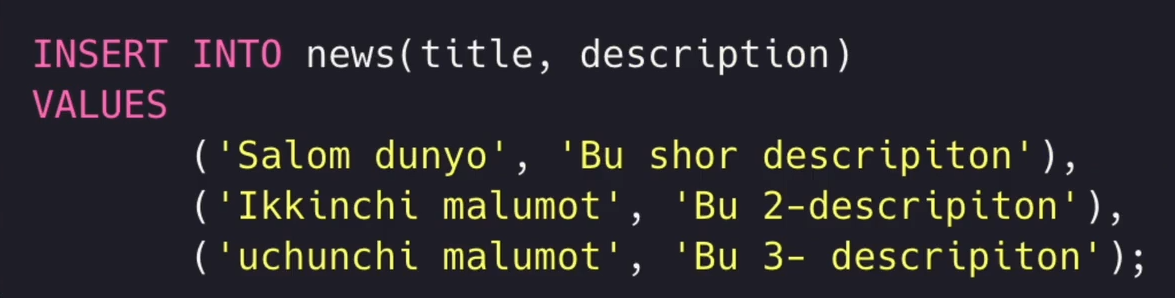 INSERT INTO news(title, description)
VALUES
('Salom dunyo', 'Bu shor descripiton'),
('Ikkinchi malumot', 'Bu 2-descripiton'),
('uchunchi malumot', 'Bu 3- descripiton');